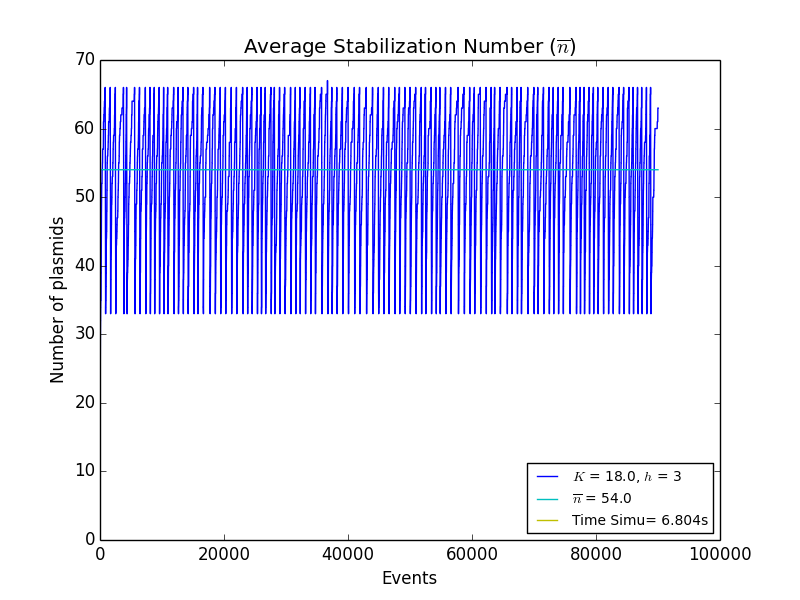 Average Stabilization Number (n̅)
70
60
50
40
30
20
10
0
Number of plasmids
K = 18.0, h = 3
n̅ = 54.0
Time Simu= 6.804s
0 20000 40000 60000 80000 100000
Events